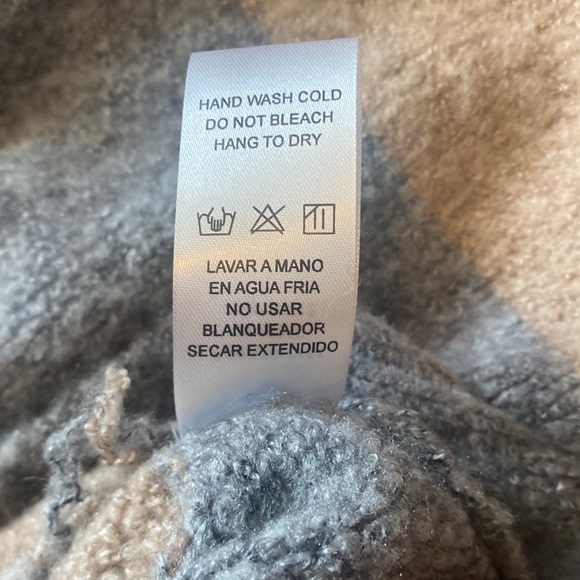 HAND WASH COLD
DO NOT BLEACH
HANG TO DRY
LAVAR A MANO
EN AGUA FRIA
NO USAR
BLANQUEADOR
SECAR EXTENDIDO